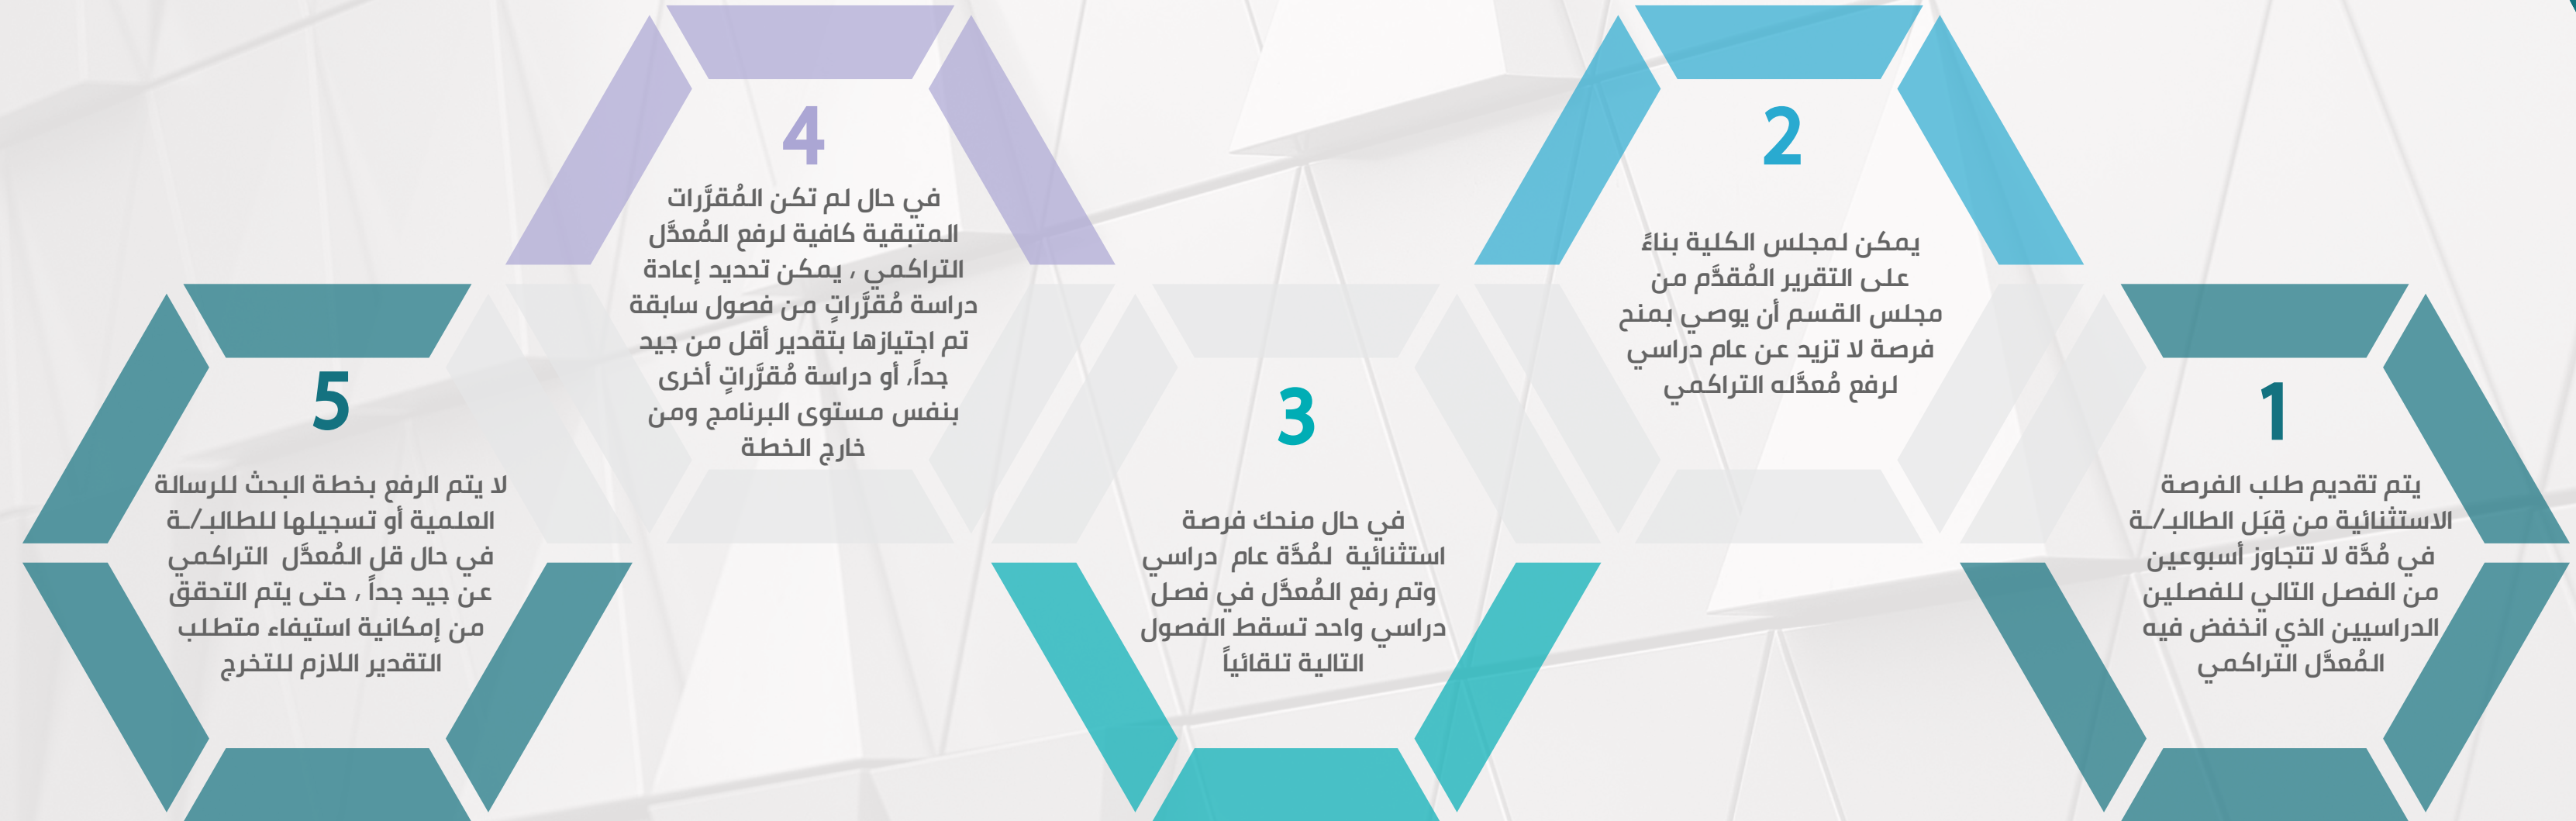 1
يتم تقديم طلب الفرصة
الاستثنائية من قِبَل الطالبـ/ـة
في مُدَّة لا تتجاوز أسبوعين
من الفصل التالي للفصلين
الدراسيين الذي انخفض فيه
المُعدَّل التراكمي
2
يمكن لمجلس الكلية بناءً
على التقرير المُقدَّم من
مجلس القسم أن يوصي بمنح
فرصة لا تزيد عن عام دراسي
لرفع مُعدَّله التراكمي
3
في حال منحك فرصة
استثنائية  لمُدَّة عام  دراسي
وتم رفع المُعدَّل في فصل
دراسي واحد تسقط الفصول
التالية تلقائياً
4
في حال لم تكن المُقرَّرات
المتبقية كافية لرفع المُعدَّل
التراكمي ، يمكن تحديد إعادة
دراسة مُقرَّراتٍ من فصول سابقة
تم اجتيازها بتقدير أقل من جيد
جداً، أو دراسة مُقرَّراتٍ أخرى
بنفس مستوى البرنامج ومن
خارج الخطة
5
لا يتم الرفع بخطة البحث للرسالة
العلمية أو تسجيلها للطالبـ/ـة
في حال قل المُعدَّل  التراكمي
عن جيد جداً ، حتى يتم التحقق
من إمكانية استيفاء متطلب
التقدير اللازم للتخرج